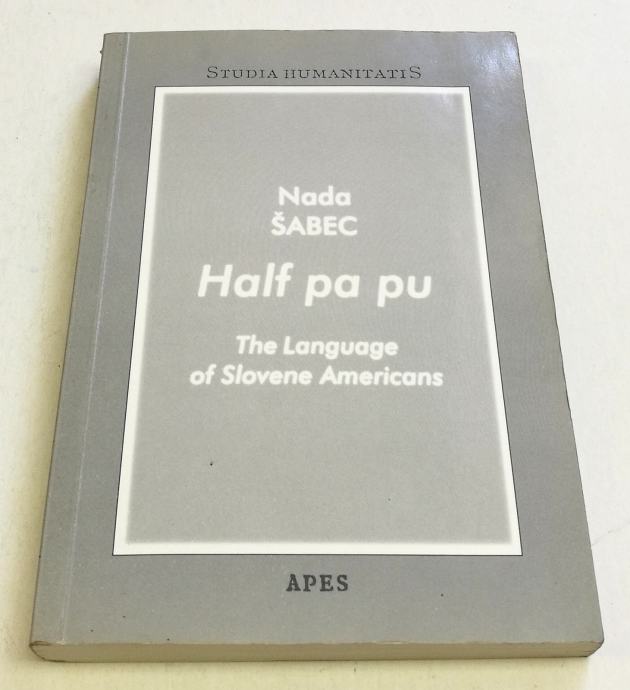 STUDIA HUMANITATIS
Nada
ŠABEC
Half pa pu
The Language
of Slovene Americans
APES